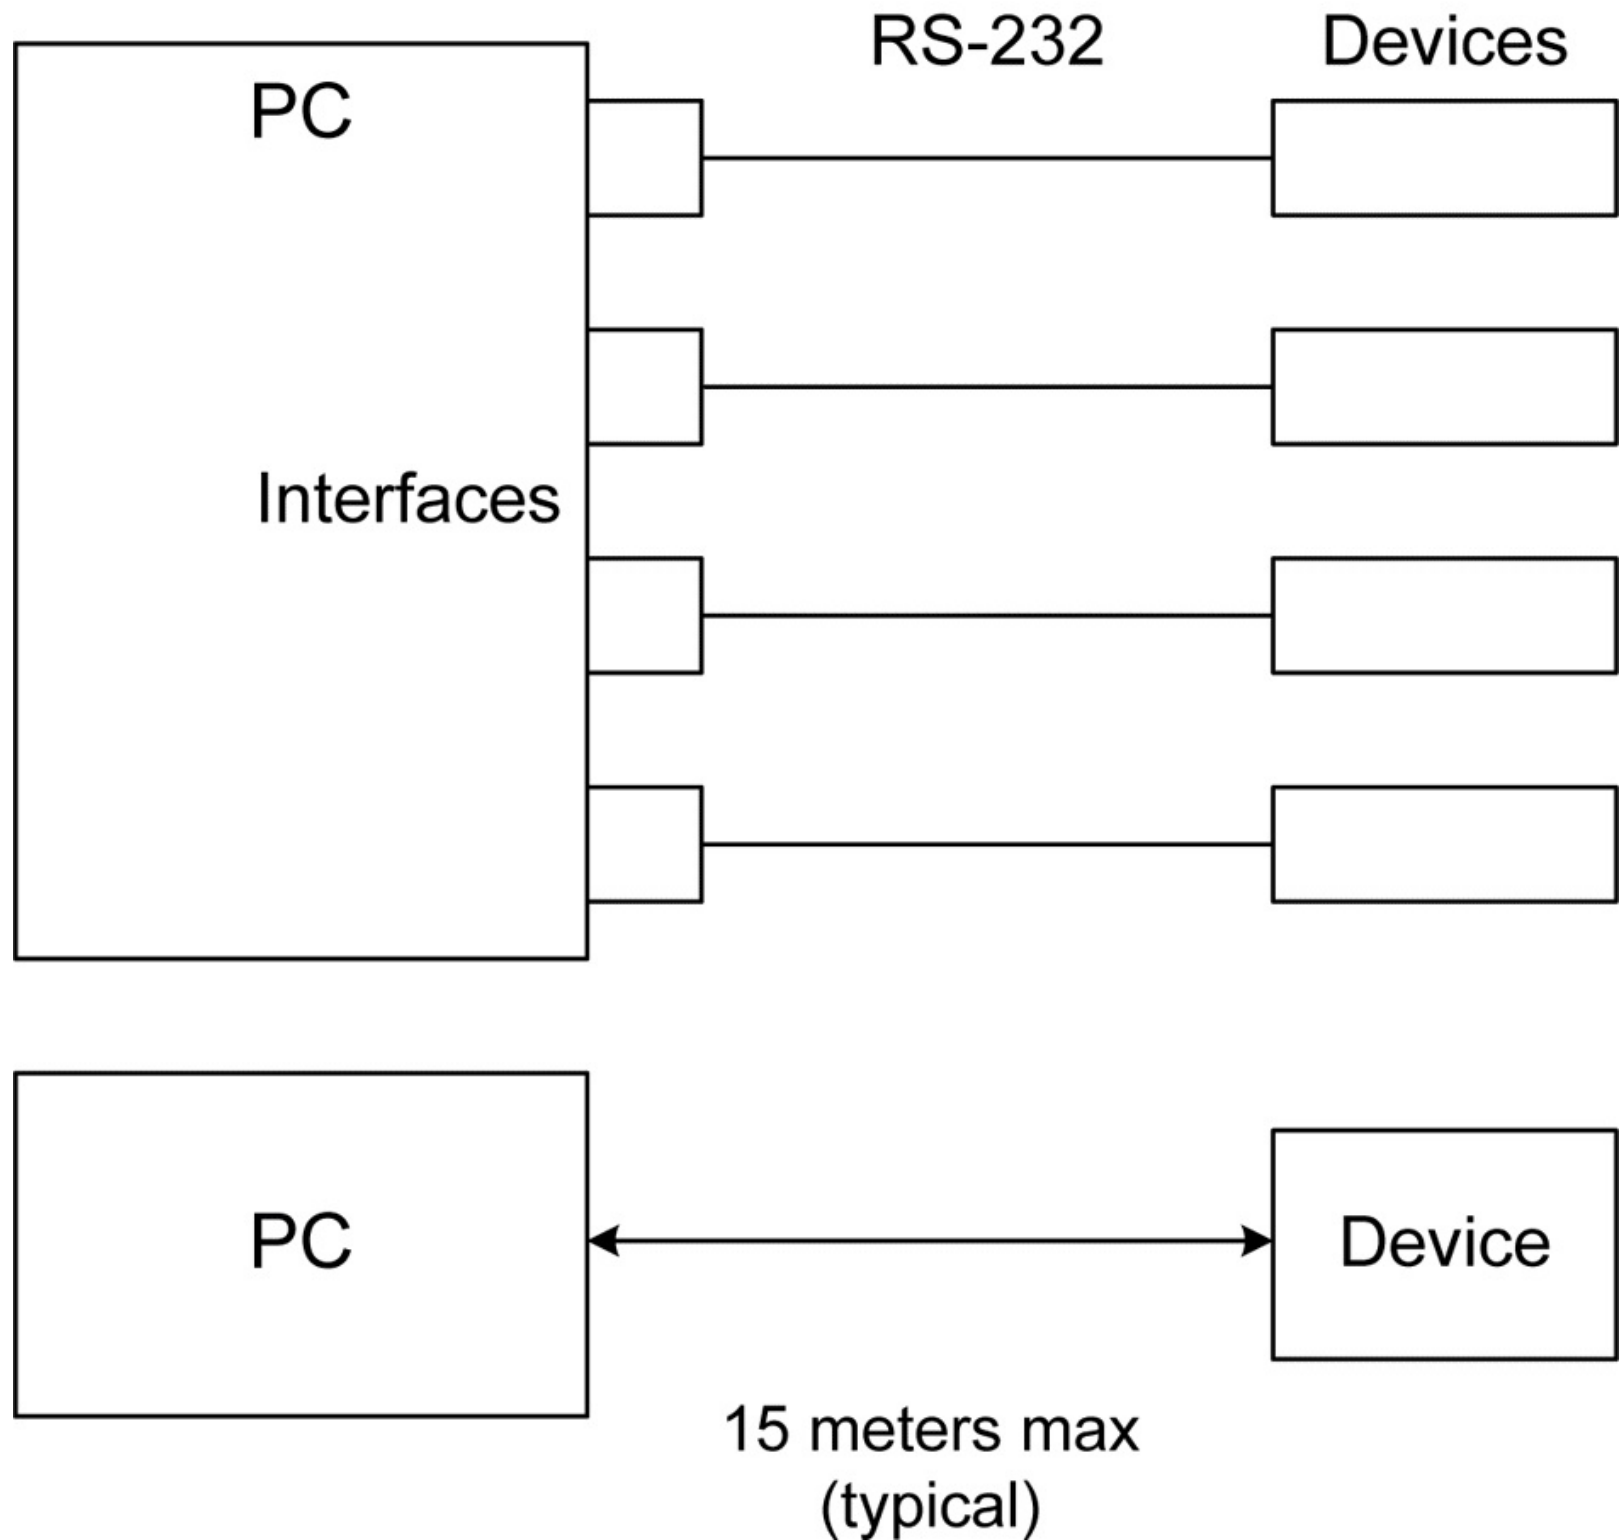 RS-232 Devices
PC
Interfaces
PC
Device
15 meters max
(typical)